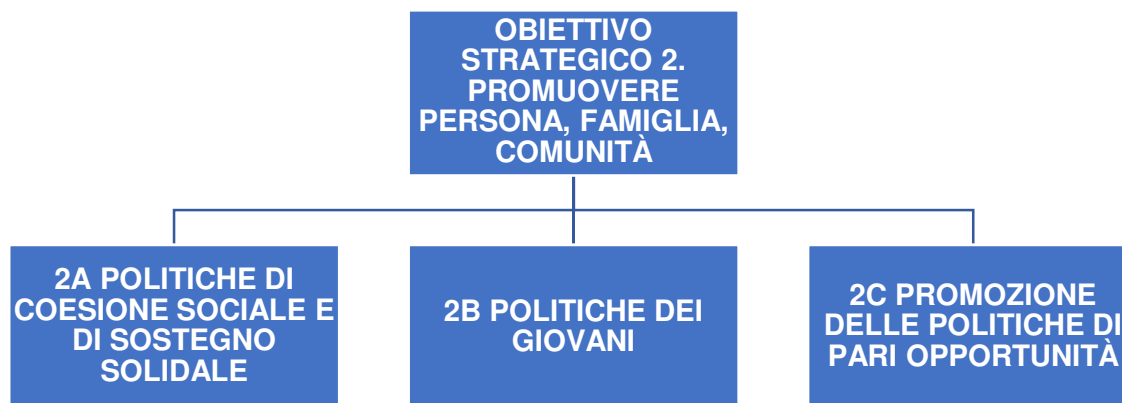 OBIETTIVO
STRATEGICO 2.
PROMUOVERE
PERSONA, FAMIGLIA,
COMUNITÀ
2A POLITICHE DI
COESIONE SOCIALE E
DI SOSTEGNO
SOLIDALE
2B POLITICHE DEI
GIOVANI
2C PROMOZIONE
DELLE POLITICHE DI
PARI OPPORTUNITÀ